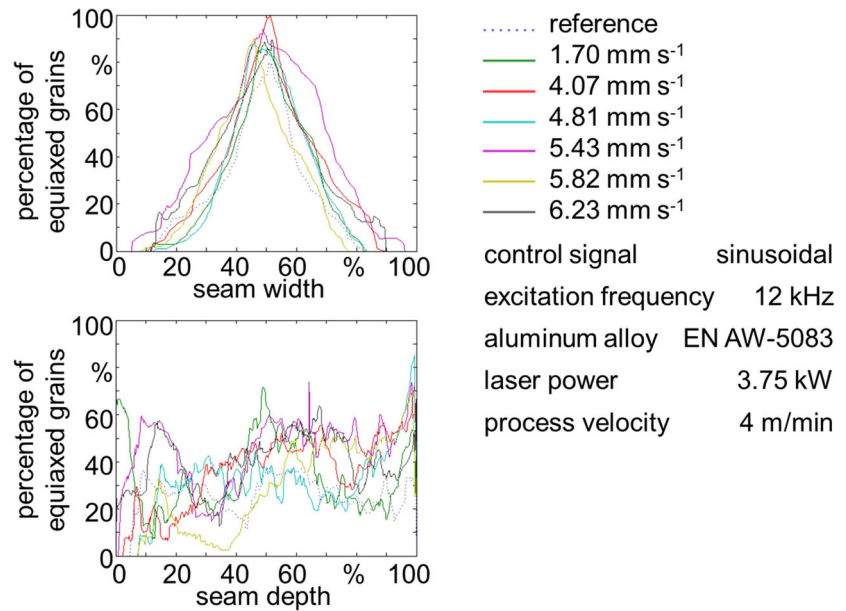 100
%
60
40
20
0
percentage of
equiaxed grains
0 20 40 60 % 100
seam width
100
%
60
40
20
0
percentage of
equiaxed grains
0 20 40 60 % 100
seam depth
reference
1.70 mm s-1
4.07 mm s-1
4.81 mm s-1
5.43 mm s-1
5.82 mm s-1
6.23 mm s-1
control signal sinusoidal
excitation frequency 12 kHz
aluminum alloy EN AW-5083
laser power 3.75 kW
process velocity 4 m/min